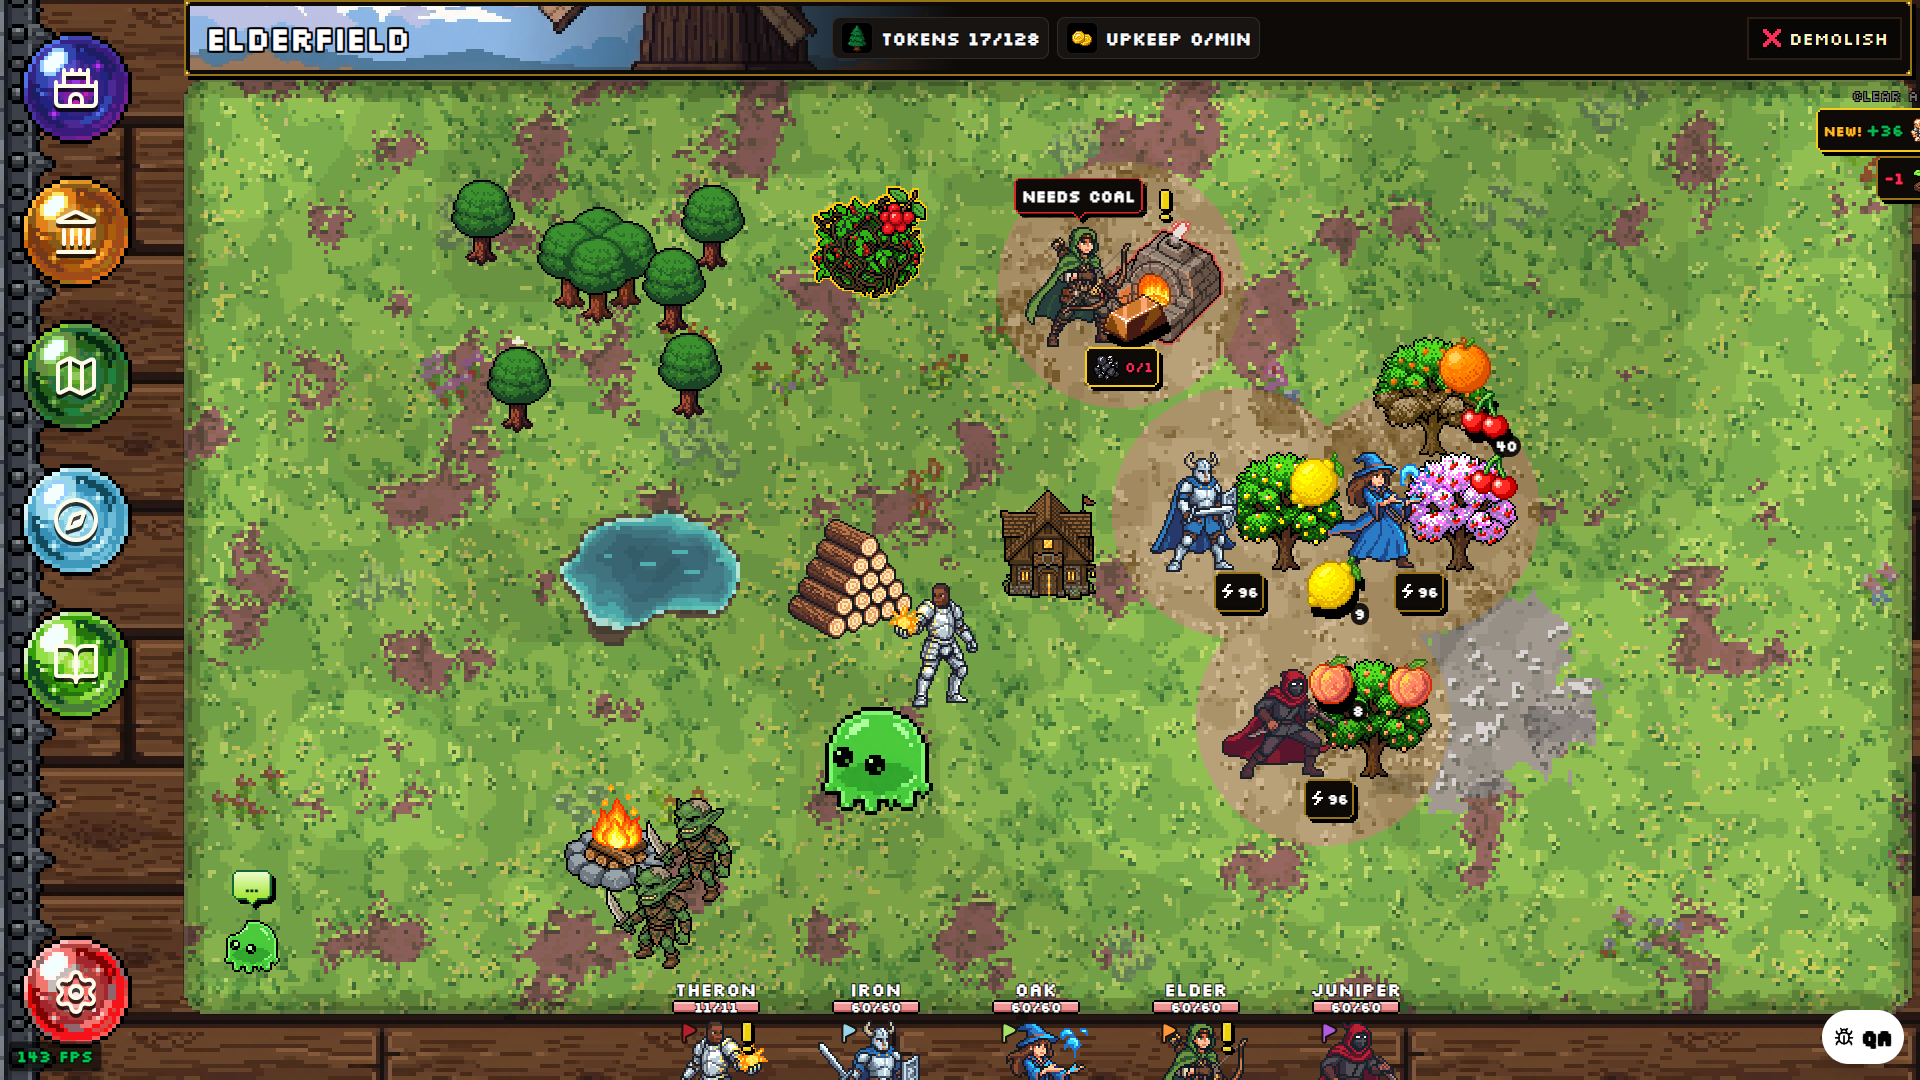 ELDERFIELD
TOKENS 17/128
UPKEEP 0/MIN
DEMOLISH
CLEAR A
NEW! +36
-1
NEEDS COAL
0/1
40
96
96
9
8
96
...
THERON
11/11
IRON
60/60
OAK
60/60
ELDER
60/60
JUNIPER
60/60
143 FPS
QA